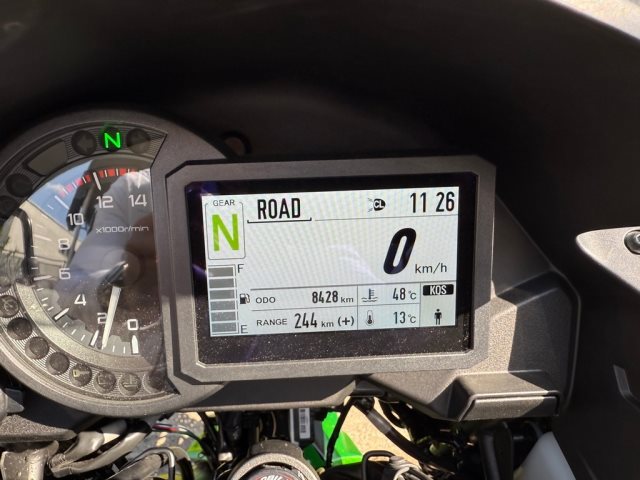 N
14
12
10
x1000r/min
8
6
4
2
0
GEAR
N
ROAD
CL
11 26
0 km/h
F
E
ODO 8428 km
48 °C
KOS
RANGE 244 km (+)
13 °C